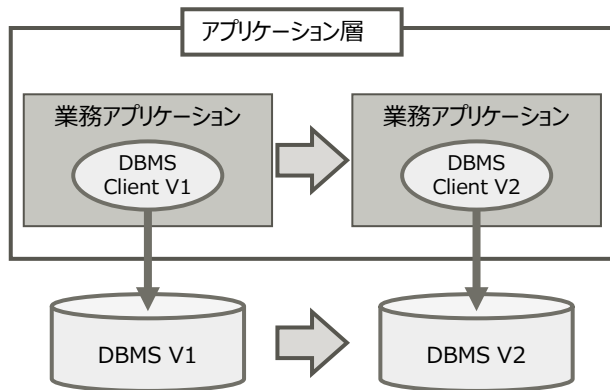 アプリケーション層
業務アプリケーション
DBMS
Client V1
業務アプリケーション
DBMS
Client V2
DBMS V1
DBMS V2